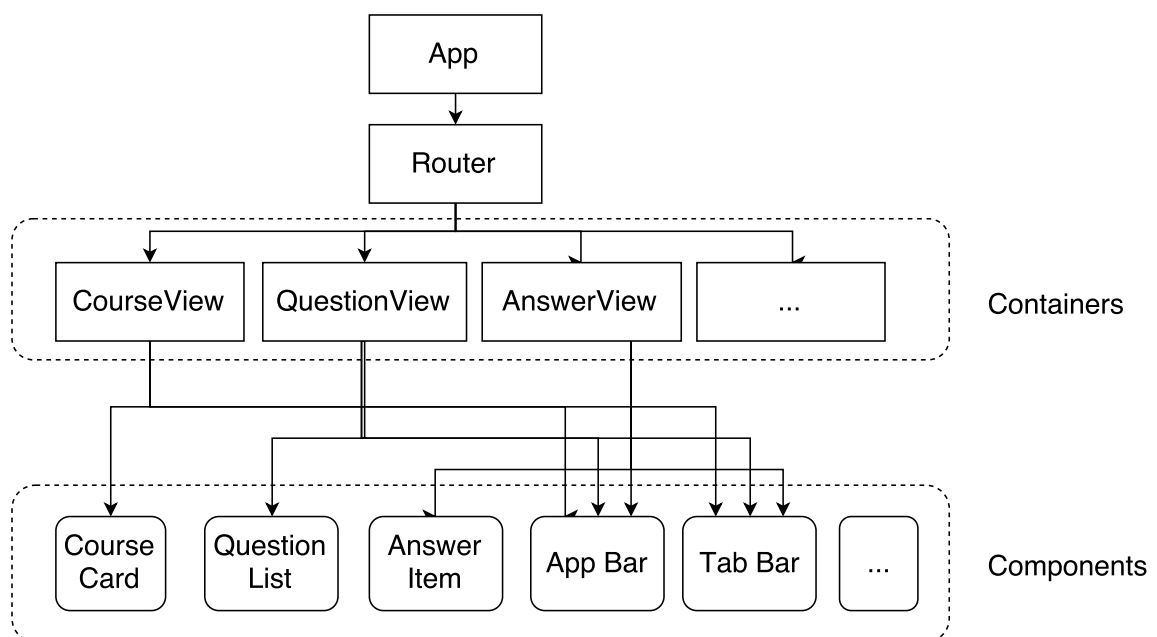 App
Router
CourseView
QuestionView
AnswerView
...
Containers
Course
Card
Question
List
Answer
Item
App Bar
Tab Bar
...
Components